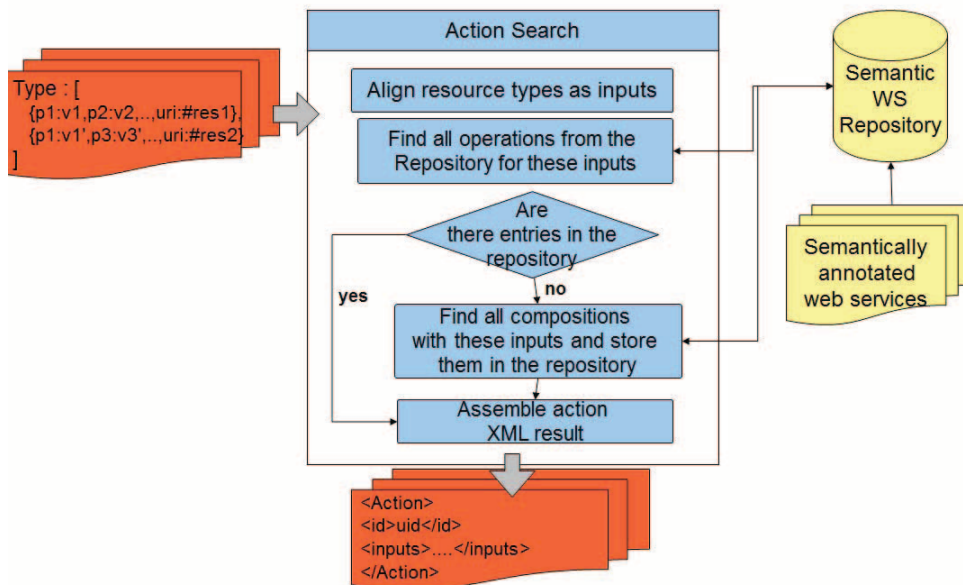 Action Search
Type : [
{p1:v1,p2:v2,..,uri:#res1},
{p1:v1',p3:v3',..,uri:#res2}
]
Align resource types as inputs
Find all operations from the
Repository for these inputs
Are
there entries in the
repository
yes
no
Find all compositions
with these inputs and store
them in the repository
Assemble action
XML result
Semantic
WS
Repository
Semantically
annotated
web services
<Action>
<id>uid</id>
<inputs>....</inputs>
</Action>